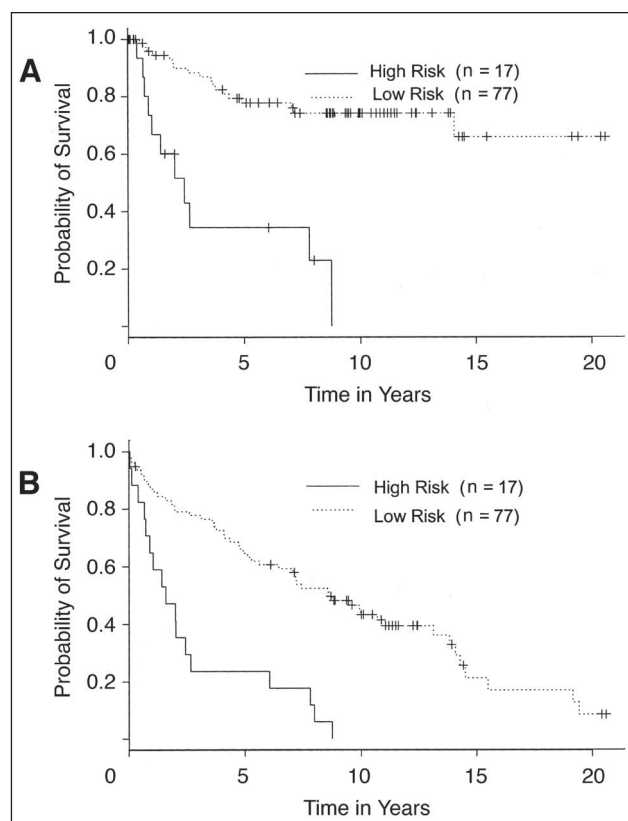 A
1.0
0.8
0.6
0.4
0.2
Probability of Survival
High Risk (n = 17)
Low Risk (n = 77)
0 5 10 15 20
Time in Years
B
1.0
0.8
0.6
0.4
0.2
Probability of Survival
High Risk (n = 17)
Low Risk (n = 77)
0 5 10 15 20
Time in Years